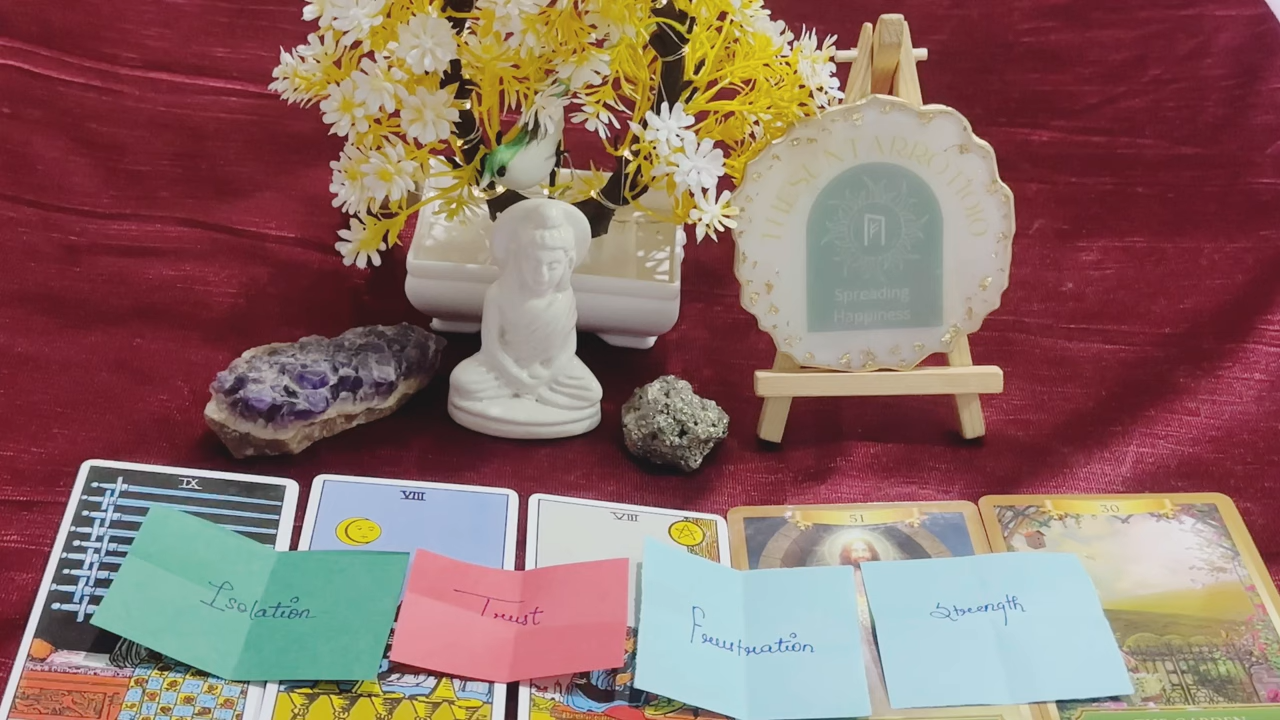 Spreading
Happiness
IX
VIII
VIII
51
30
Isolation
Trust
Frustration
Strength